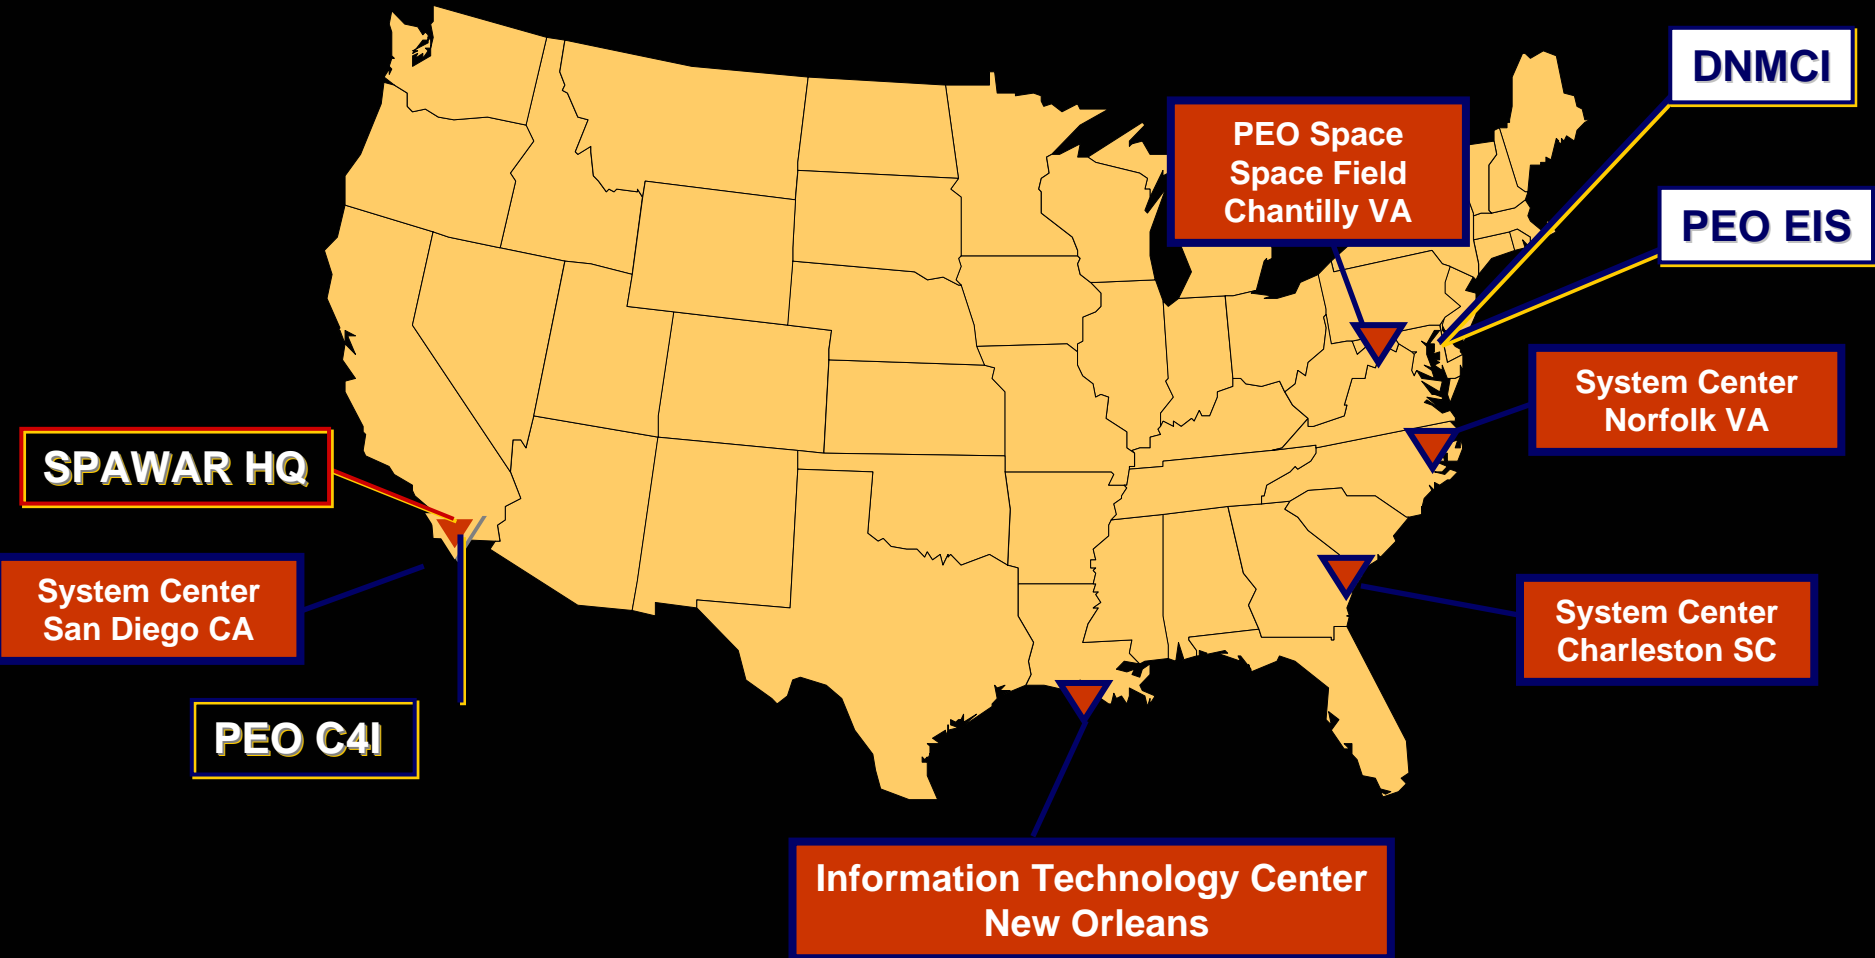 DNMCI
PEO Space
Space Field
Chantilly VA
PEO EIS
System Center
Norfolk VA
SPAWAR HQ
System Center
San Diego CA
System Center
Charleston SC
PEO C4I
Information Technology Center
New Orleans